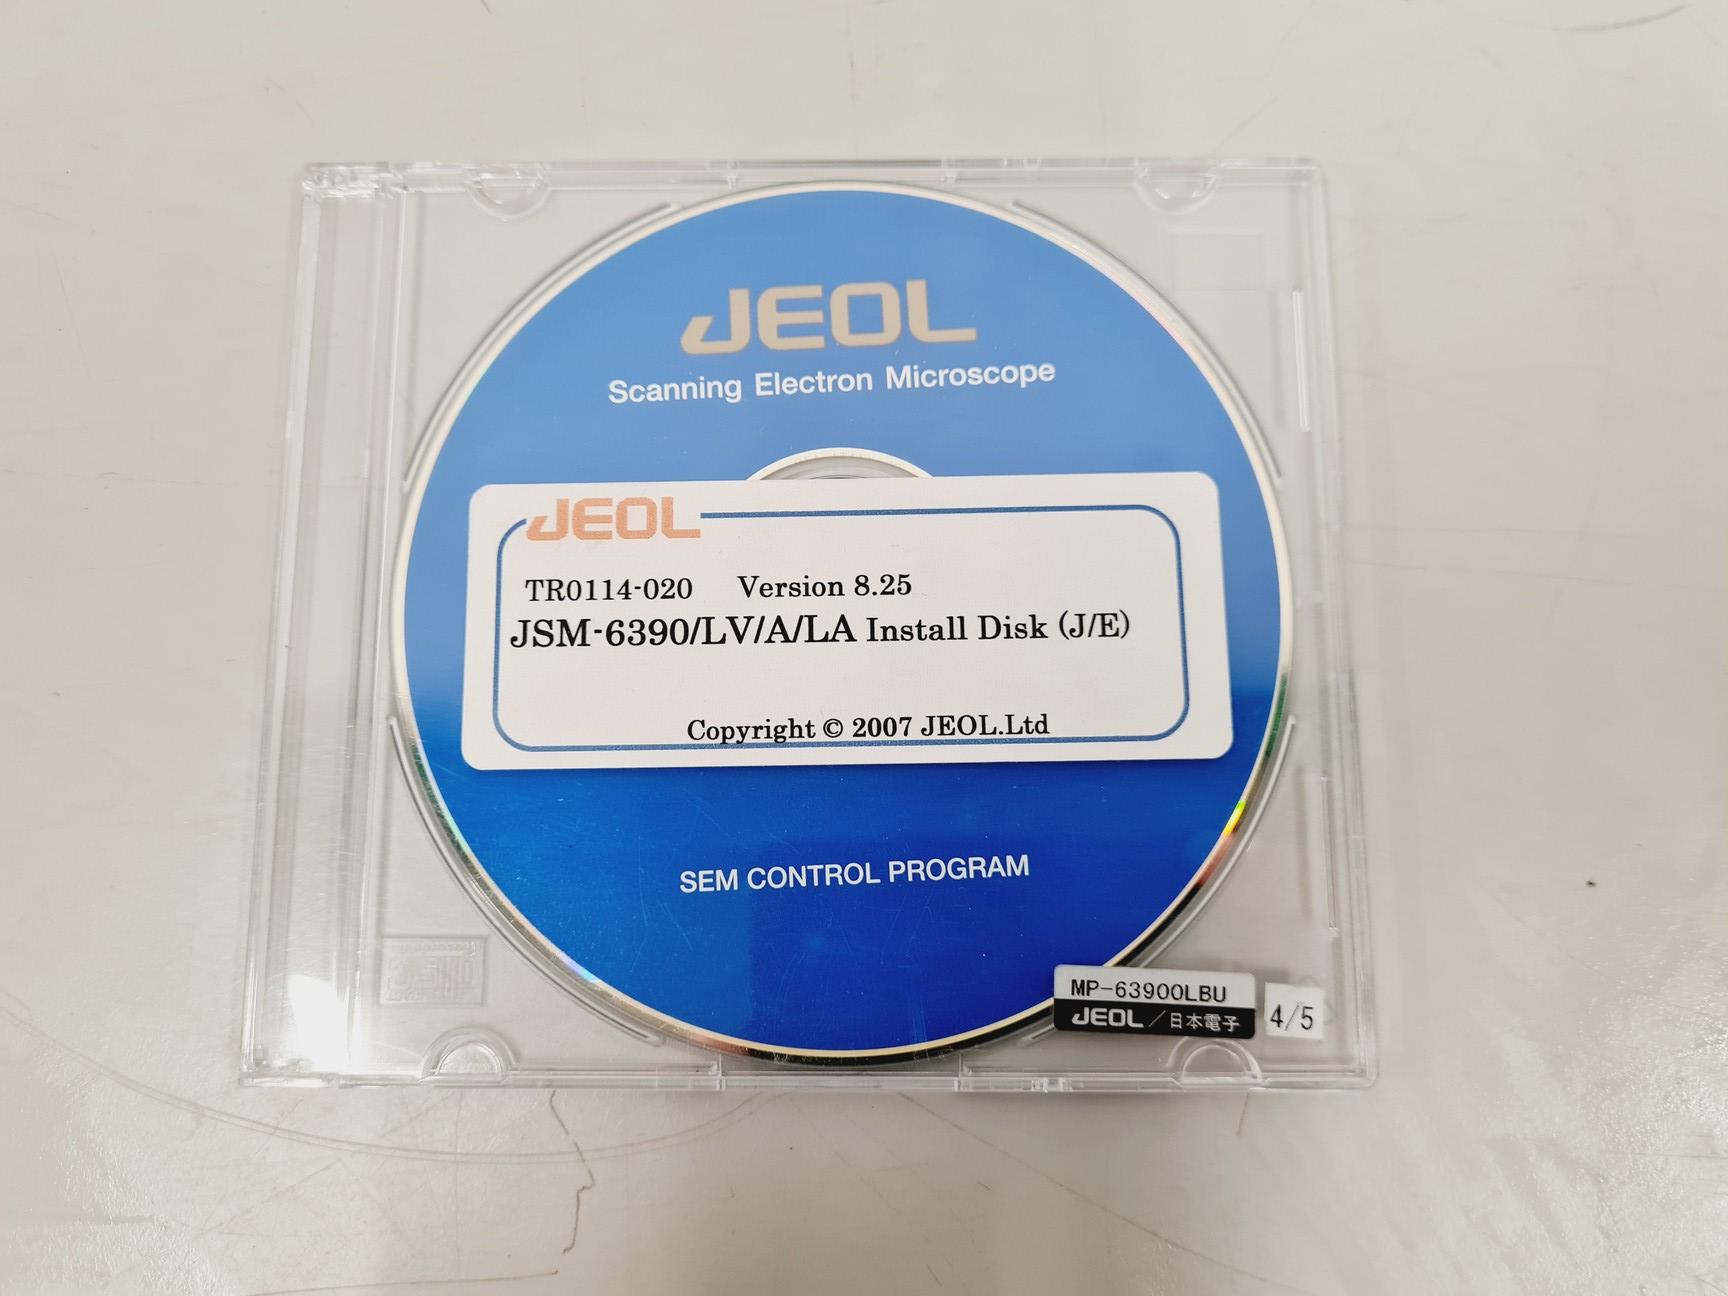 JEOL
Scanning Electron Microscope
JEOL
TR0114-020 Version 8.25
JSM-6390/LV/A/LA Install Disk (J/E)
Copyright © 2007 JEOL.Ltd
SEM CONTROL PROGRAM
MP-63900LBU
JEOL/日本電子
4/5